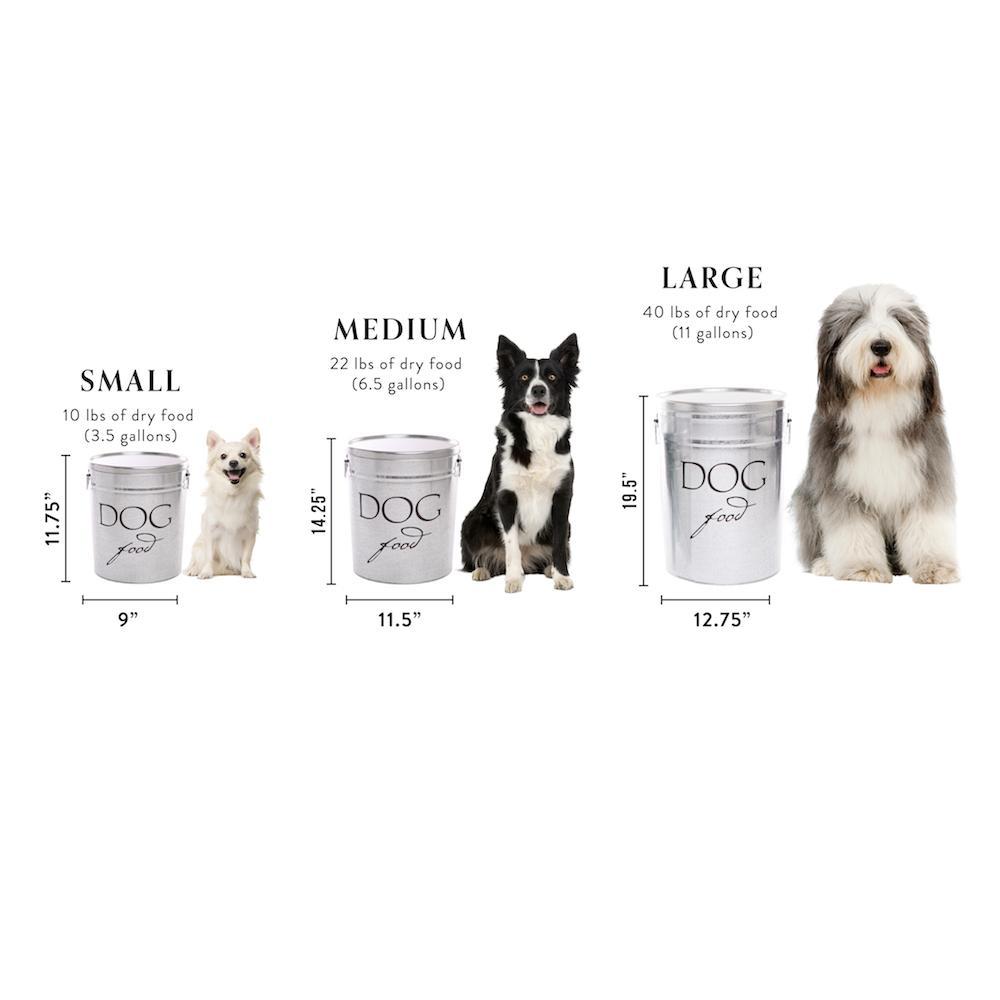 SMALL
10 lbs of dry food
(3.5 gallons)
11.75”
DOG
food
9”
MEDIUM
22 lbs of dry food
(6.5 gallons)
14.25”
DOG
food
11.5”
LARGE
40 lbs of dry food
(11 gallons)
19.5”
DOG
food
12.75”